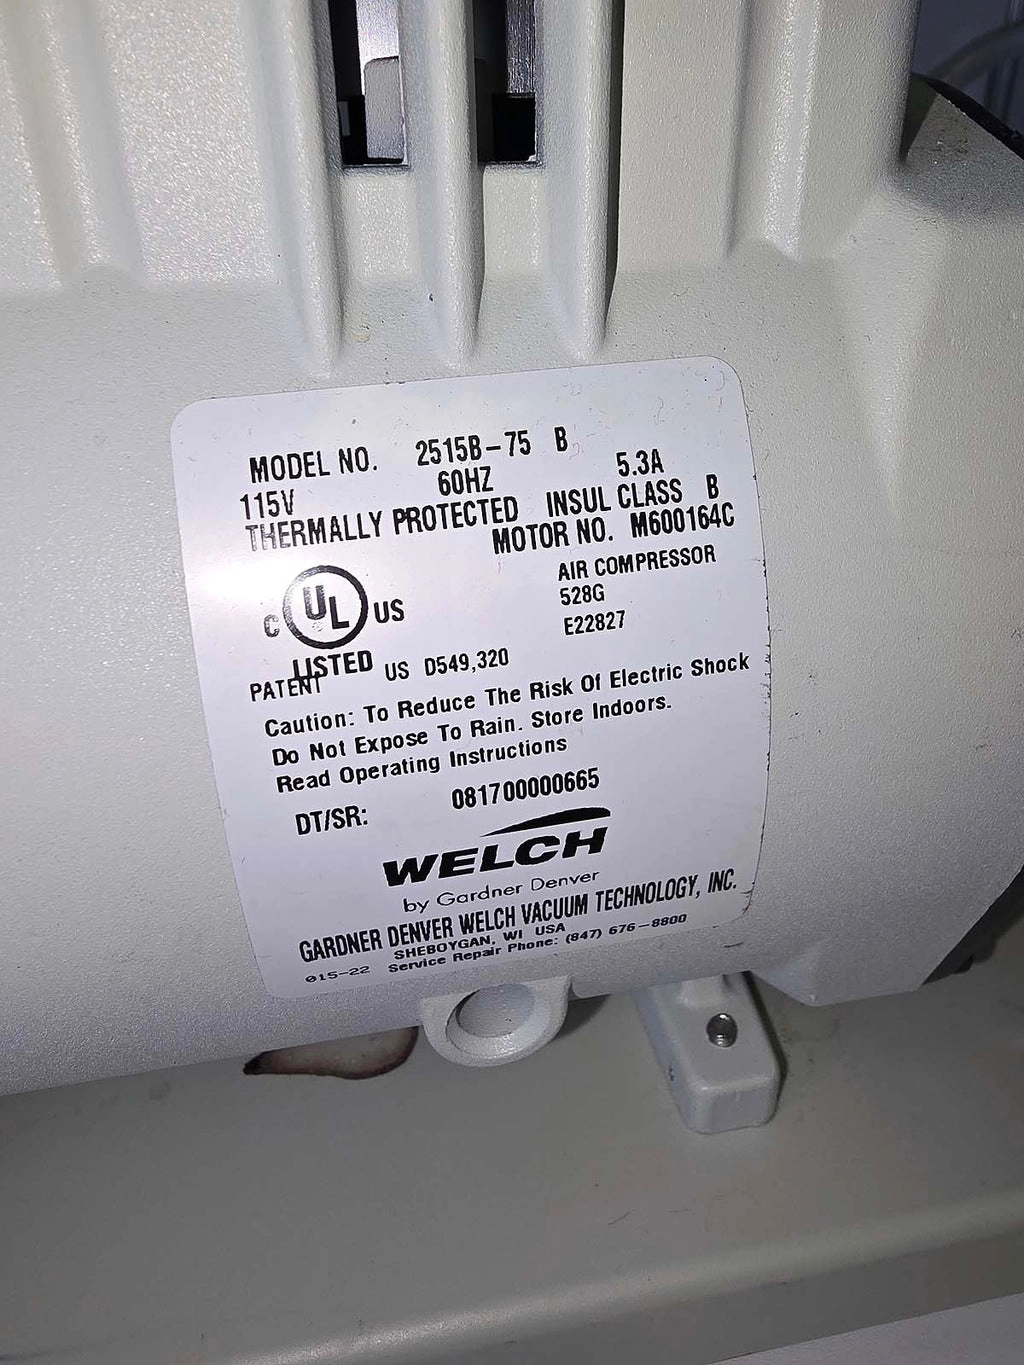 MODEL NO. 2515B-75 B
115V 60HZ 5.3A
THERMALLY PROTECTED INSUL CLASS B
MOTOR NO. M600164C
C UL US
LISTED
AIR COMPRESSOR
528G
E22827
PATENT US D549,320
Caution: To Reduce The Risk Of Electric Shock
Do Not Expose To Rain. Store Indoors.
Read Operating Instructions
DT/SR: 081700000665
WELCH
by Gardner Denver
GARDNER DENVER WELCH VACUUM TECHNOLOGY, INC.
SHEBOYGAN, WI USA
015-22 Service Repair Phone: (847) 676-8800